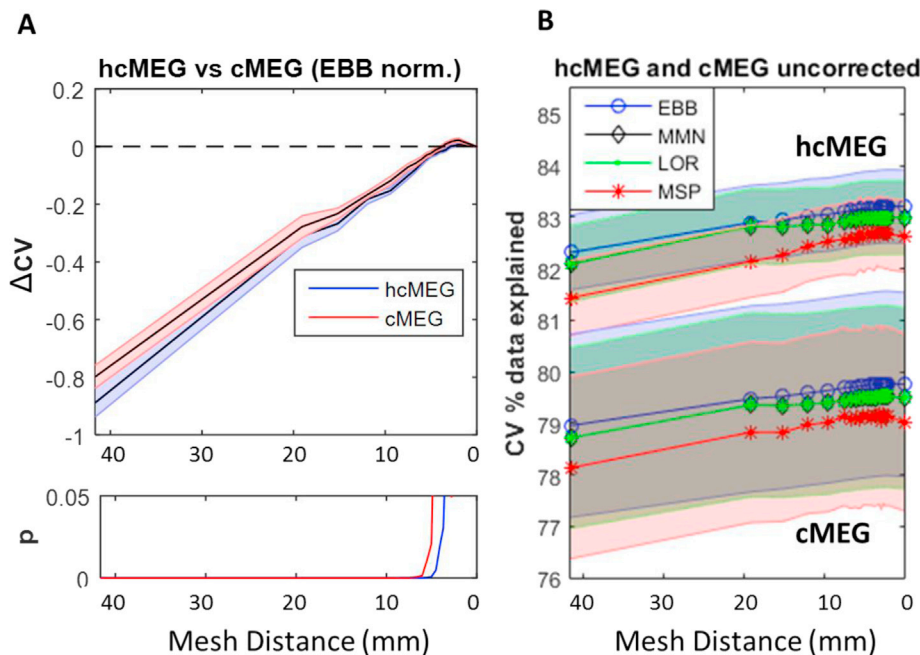 A
hcMEG vs cMEG (EBB norm.)
0.2
0
-0.2
-0.4
-0.6
-0.8
-1
ΔCV
hcMEG
cMEG
40
30
20
10
0
0.05
0
p
40
30
20
10
0
Mesh Distance (mm)
B
hcMEG and cMEG uncorrected
EBB
MMN
LOR
MSP
hcMEG
cMEG
85
84
83
82
81
80
79
78
77
76
CV % data explained
40
30
20
10
0
Mesh Distance (mm)